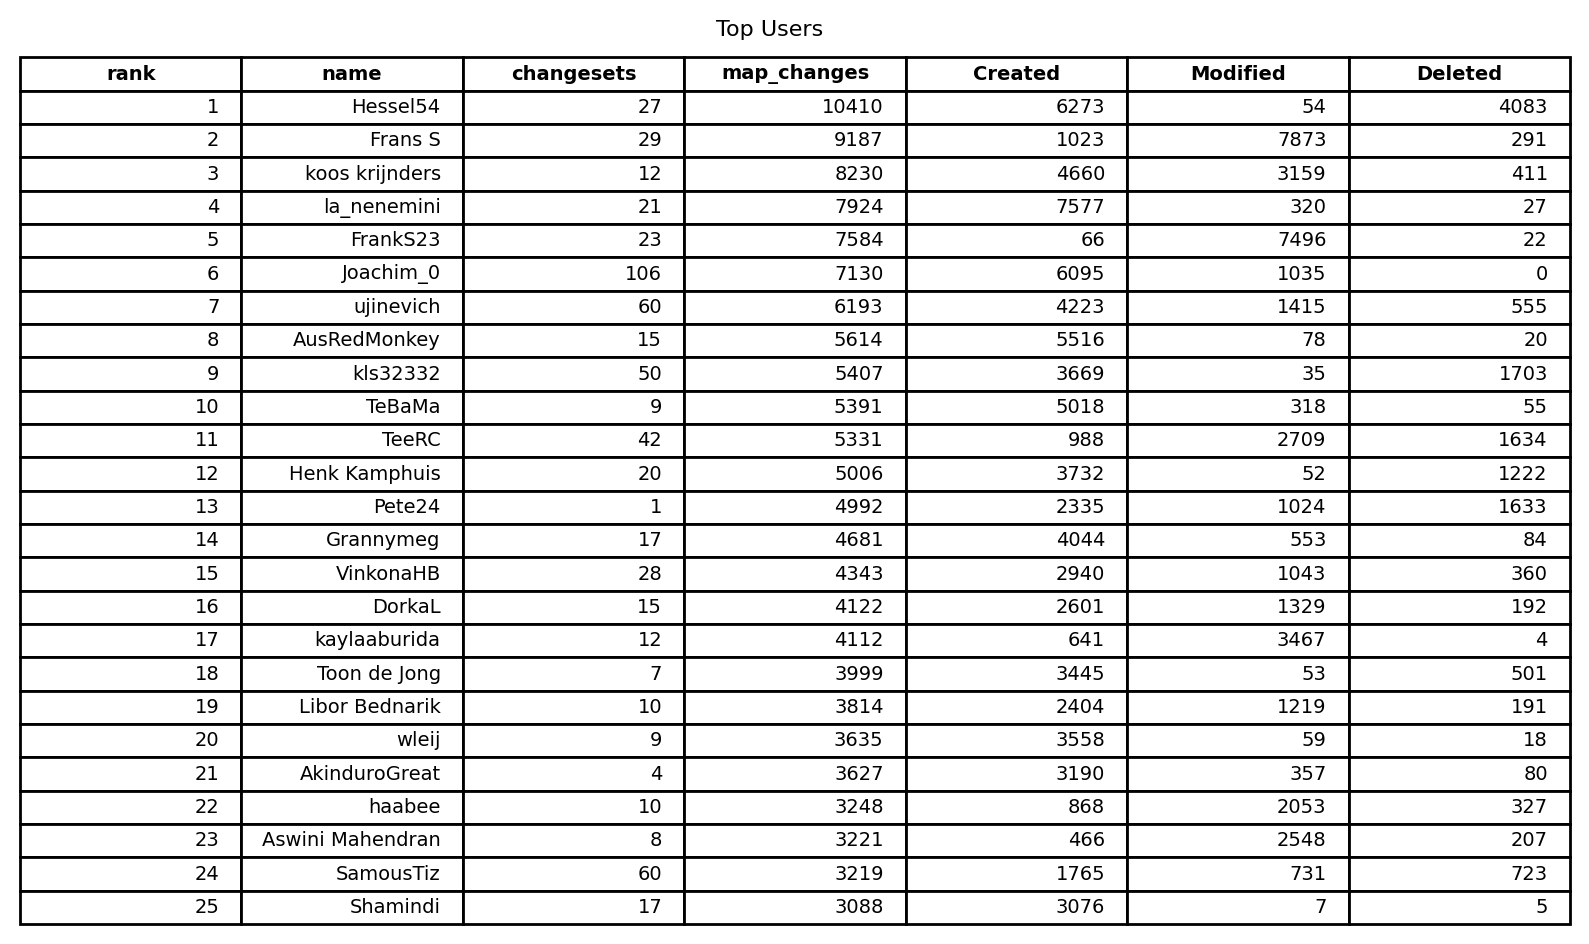 Top Users
rank name changesets map_changes Created Modified Deleted
1 Hessel54 27 10410 6273 54 4083
2 Frans S 29 9187 1023 7873 291
3 koos krijnders 12 8230 4660 3159 411
4 la_nenemini 21 7924 7577 320 27
5 FrankS23 23 7584 66 7496 22
6 Joachim_0 106 7130 6095 1035 0
7 ujinevich 60 6193 4223 1415 555
8 AusRedMonkey 15 5614 5516 78 20
9 kls32332 50 5407 3669 35 1703
10 TeBaMa 9 5391 5018 318 55
11 TeeRC 42 5331 988 2709 1634
12 Henk Kamphuis 20 5006 3732 52 1222
13 Pete24 1 4992 2335 1024 1633
14 Grannymeg 17 4681 4044 553 84
15 VinkonaHB 28 4343 2940 1043 360
16 DorkaL 15 4122 2601 1329 192
17 kaylaaburida 12 4112 641 3467 4
18 Toon de Jong 7 3999 3445 53 501
19 Libor Bednarik 10 3814 2404 1219 191
20 wleij 9 3635 3558 59 18
21 AkinduroGreat 4 3627 3190 357 80
22 haabee 10 3248 868 2053 327
23 Aswini Mahendran 8 3221 466 2548 207
24 SamousTiz 60 3219 1765 731 723
25 Shamindi 17 3088 3076 7 5